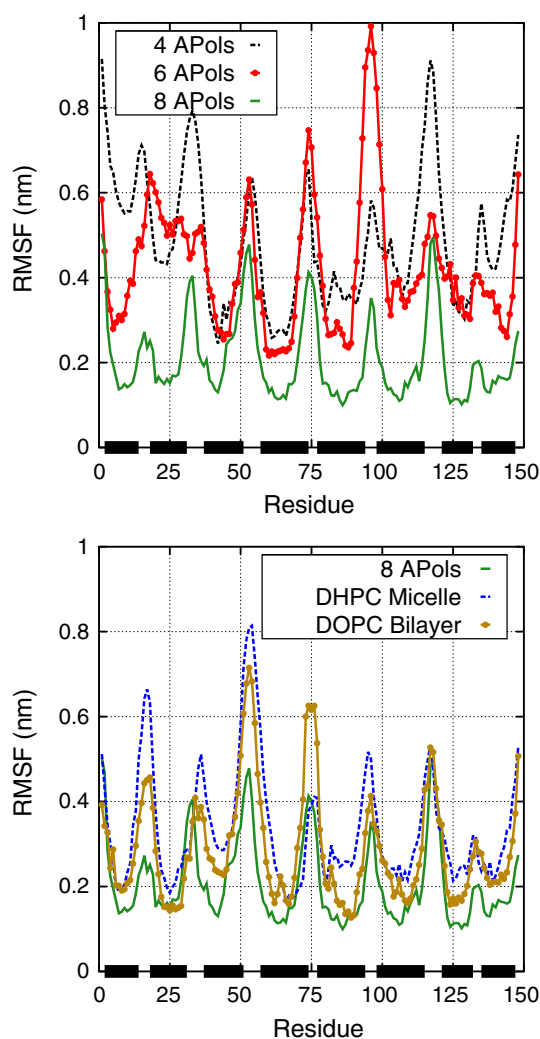 1
4 APols
6 APols
8 APols
0.8
0.6
RMSF (nm)
0.4
0.2
0
0 25 50 75 100 125 150
Residue
1
8 APols
DHPC Micelle
DOPC Bilayer
0.8
0.6
RMSF (nm)
0.4
0.2
0
0 25 50 75 100 125 150
Residue